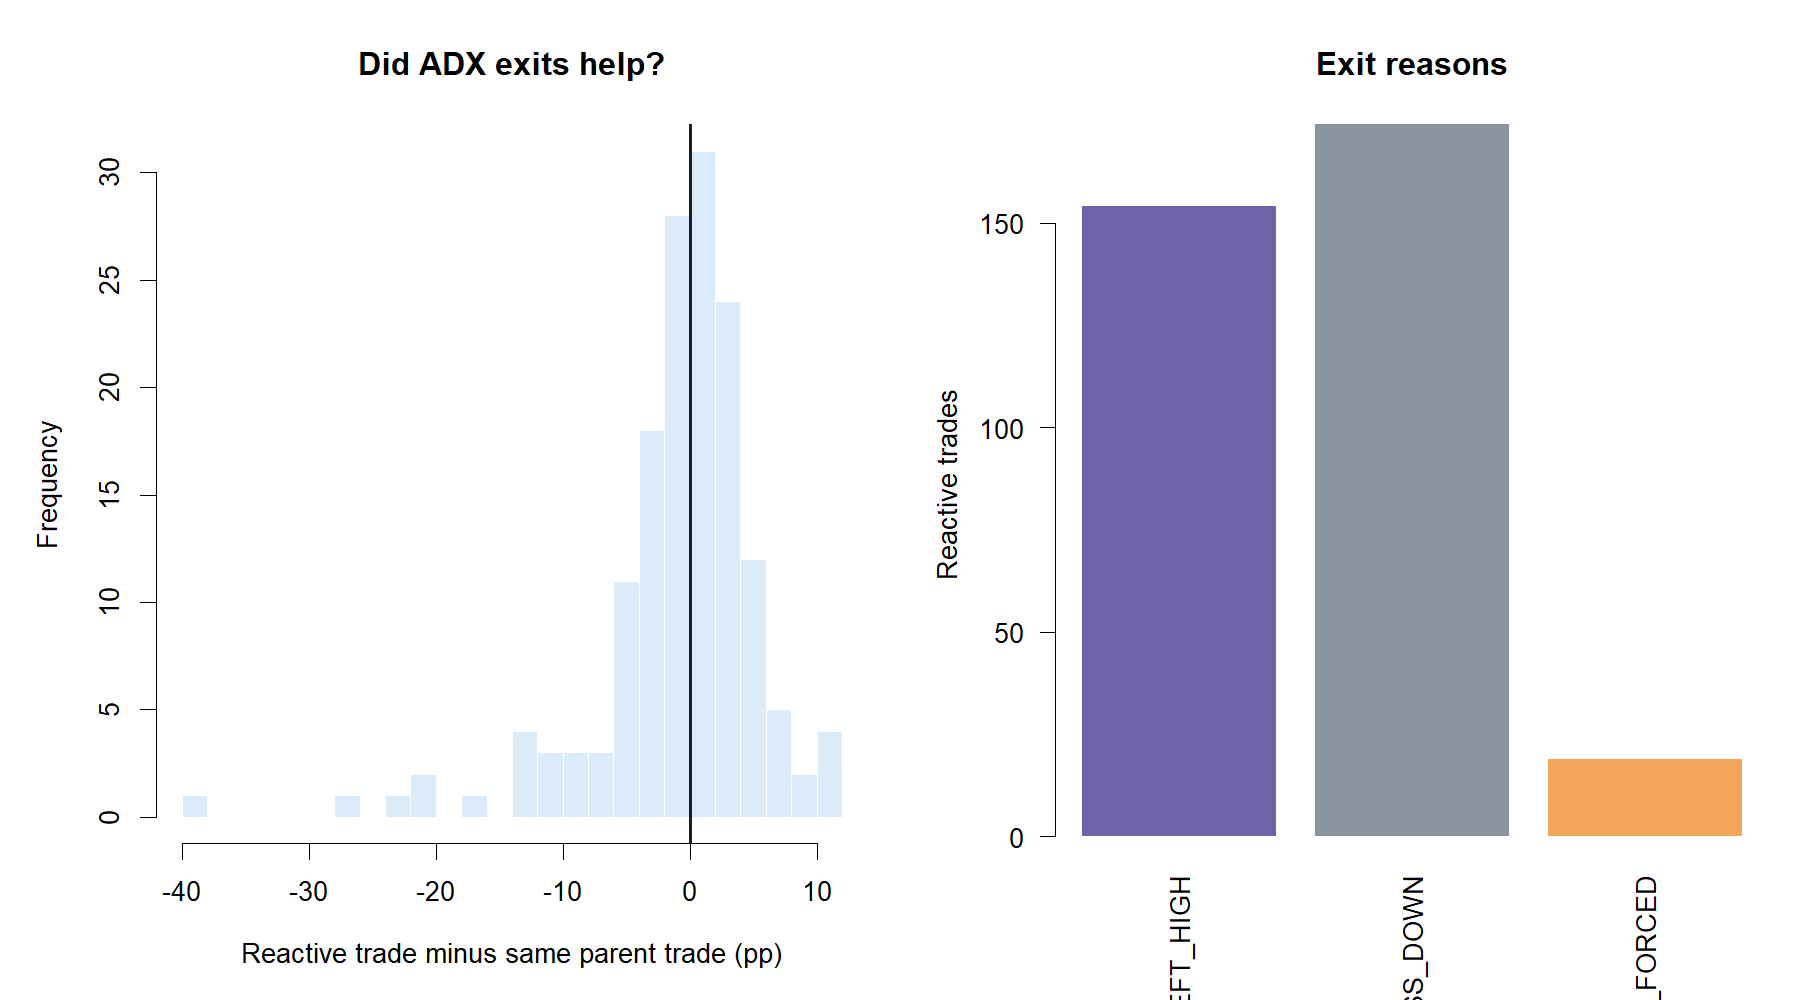 Did ADX exits help?
Frequency
0
5
10
15
20
25
30
-40 -30 -20 -10 0 10
Reactive trade minus same parent trade (pp)
Exit reasons
Reactive trades
0
50
100
150
EFT_HIGH
SS_DOWN
_FORCED